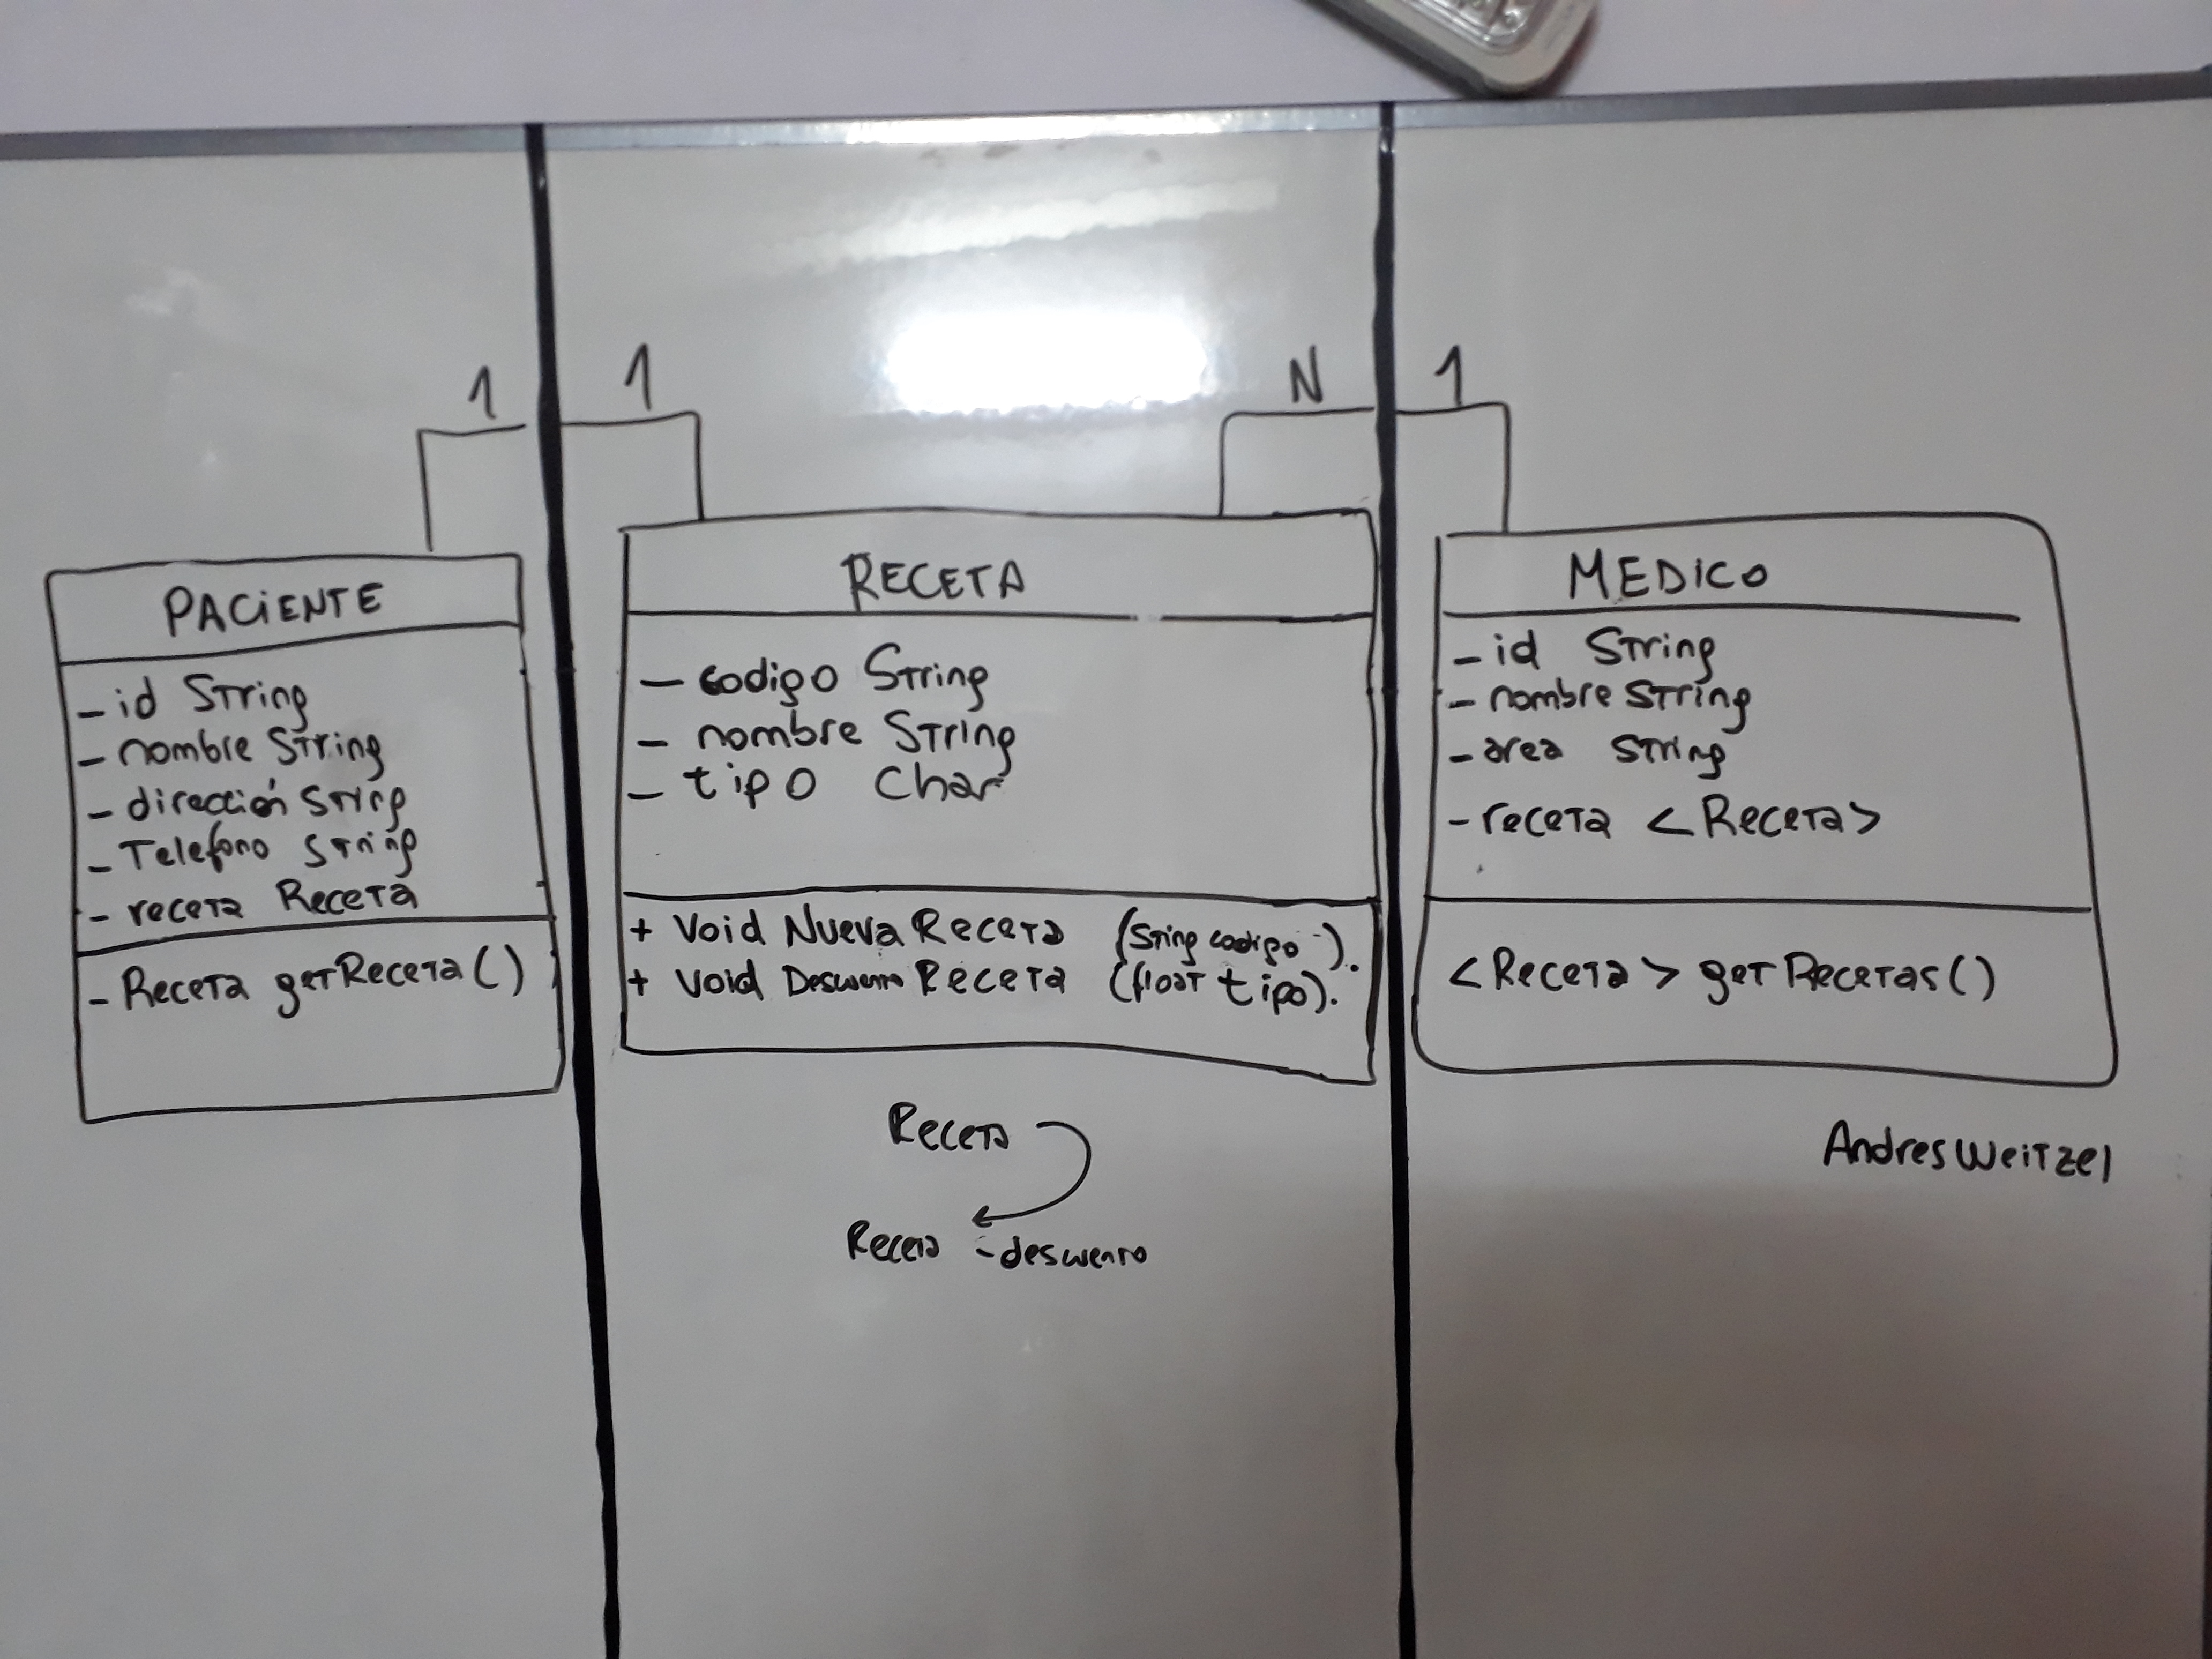 1 1 N 1
PACIENTE
- id String
- nombre String
- dirección String
- Telefono String
- receta Receta
- Receta getReceta()
RECETA
- codigo String
- nombre String
- tipo Char
+ Void NuevaReceta (String codigo).
+ Void DescuentoReceta (float tipo).
Receta
Receta - descuento
MEDICO
- id String
- nombre String
- area String
- receta <Receta>
<Receta> getRecetas()
Andres Weitzel